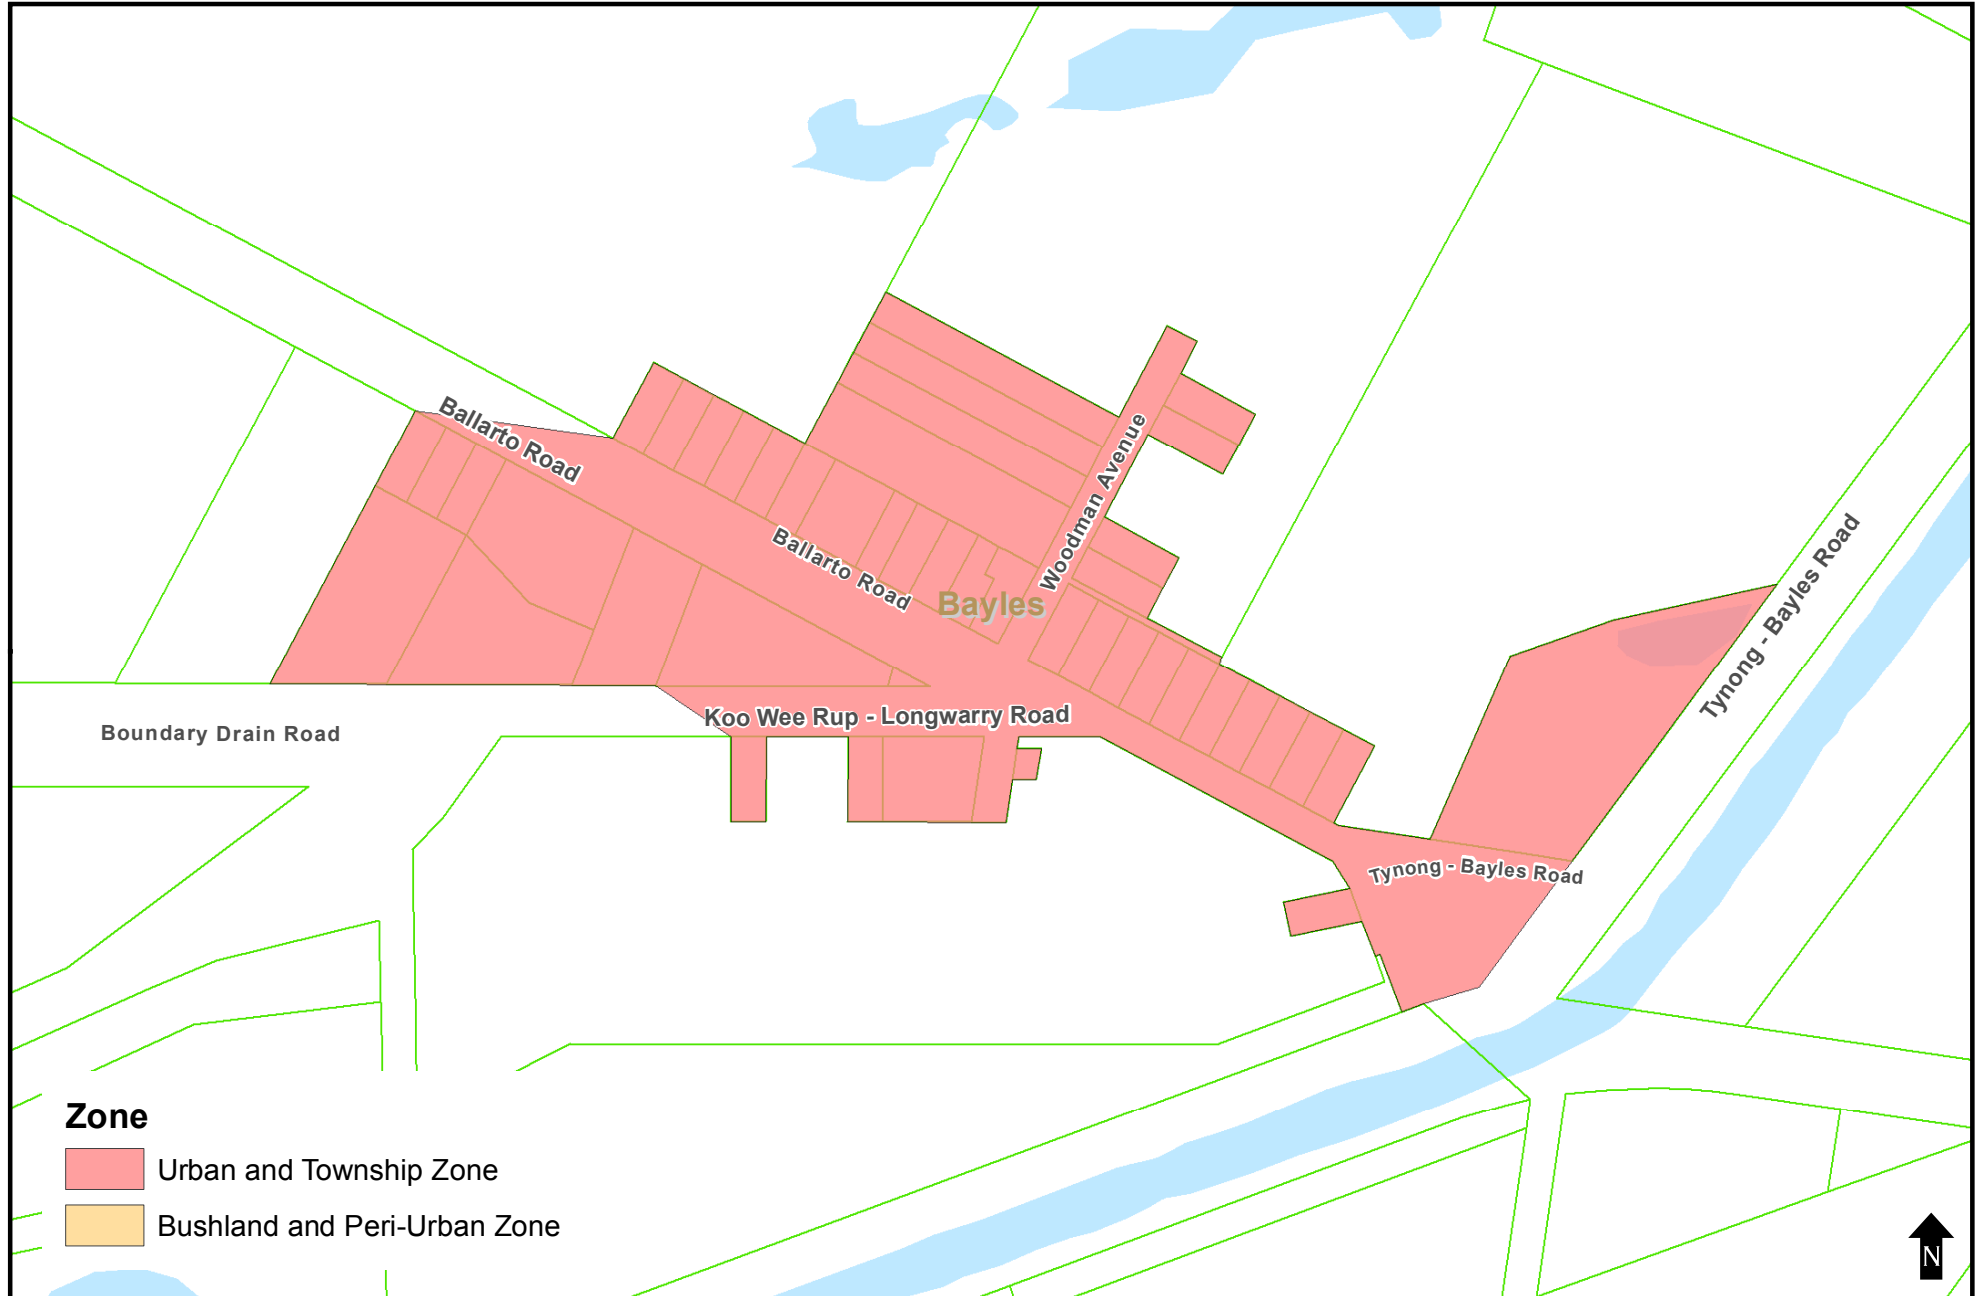 Ballarto Road
Ballarto Road
Woodman Avenue
Bayles
Tynong - Bayles Road
Koo Wee Rup - Longwarry Road
Boundary Drain Road
Tynong - Bayles Road
Zone
Urban and Township Zone
Bushland and Peri-Urban Zone
N